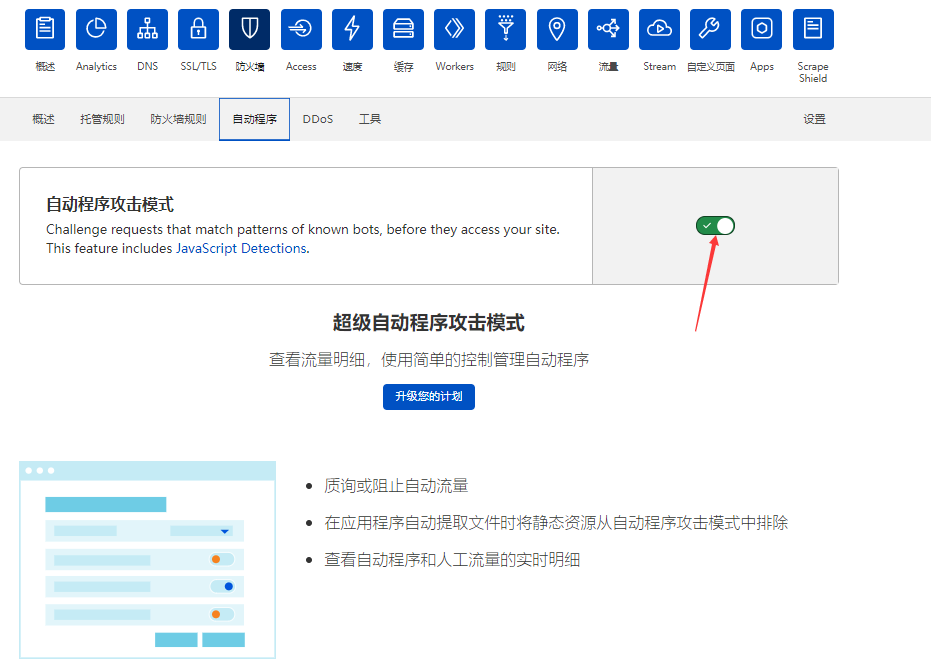 概述
Analytics
DNS
SSL/TLS
防火墙
Access
速度
缓存
Workers
规则
网络
流量
Stream
自定义页面
Apps
Scrape
Shield
概述
托管规则
防火墙规则
自动程序
DDoS
工具
设置
自动程序攻击模式
Challenge requests that match patterns of known bots, before they access your site.
This feature includes JavaScript Detections.
超级自动程序攻击模式
查看流量明细，使用简单的控制管理自动程序
升级您的计划
质询或阻止自动流量
在应用程序自动提取文件时将静态资源从自动程序攻击模式中排除
查看自动程序和人工流量的实时明细